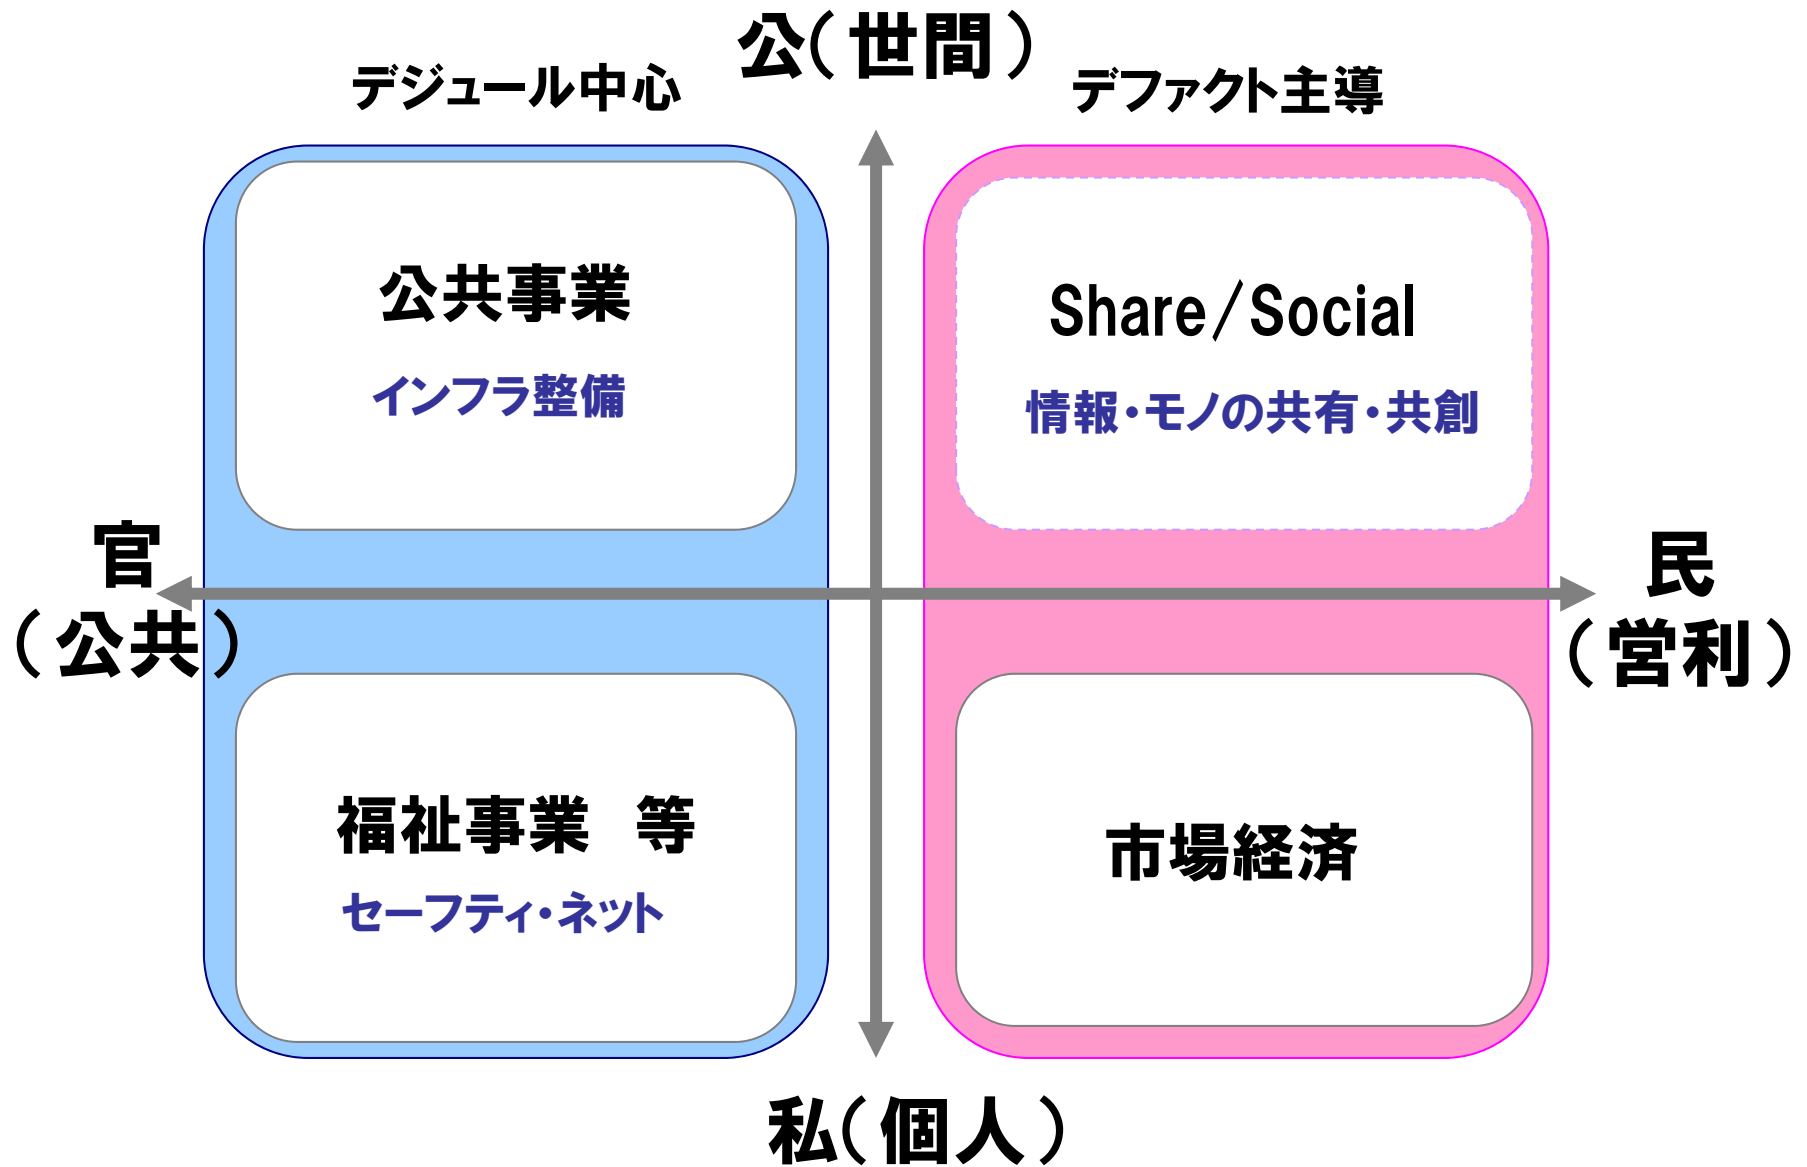 公(世間)
デジュール中心
デファクト主導
公共事業
インフラ整備
Share/Social
情報・モノの共有・共創
官
(公共)
民
(営利)
福祉事業　等
セーフティ・ネット
市場経済
私(個人)